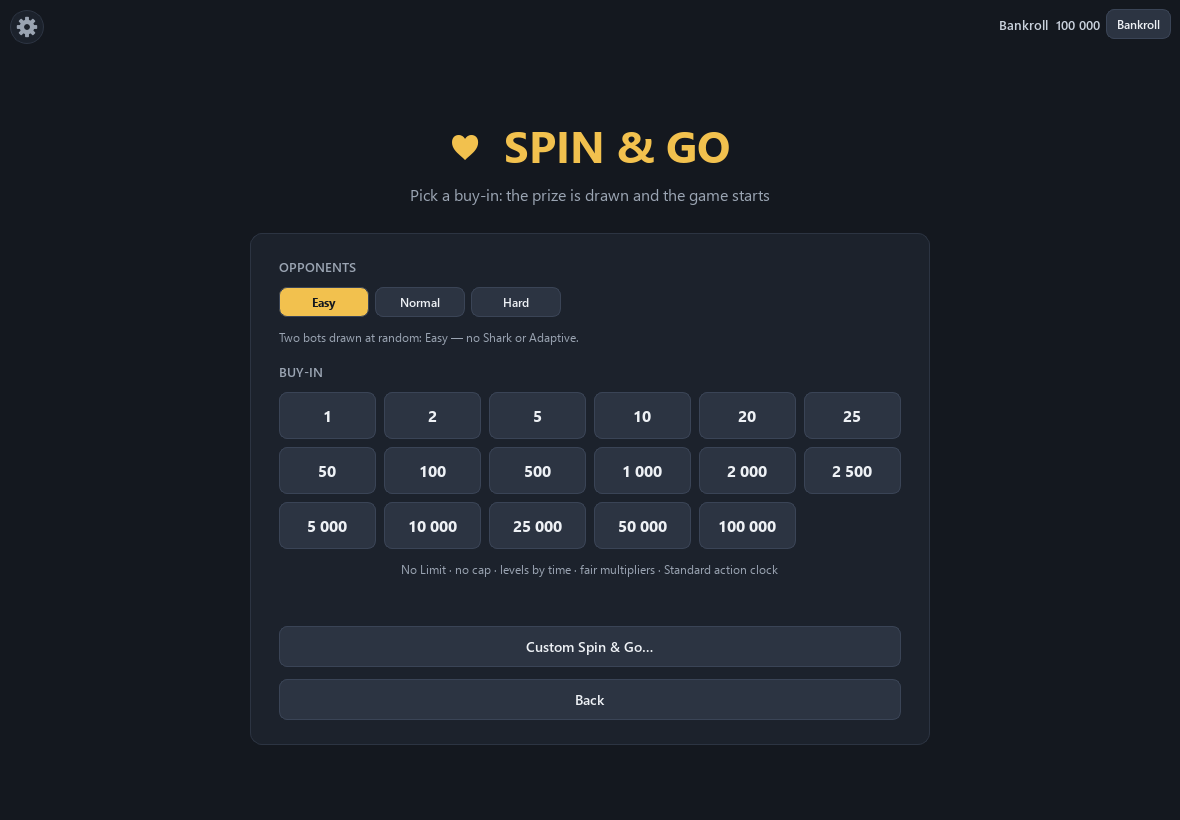 Bankroll 100 000 Bankroll
SPIN & GO
Pick a buy-in: the prize is drawn and the game starts
OPPONENTS
Easy Normal Hard
Two bots drawn at random: Easy — no Shark or Adaptive.
BUY-IN
1 2 5 10 20 25
50 100 500 1 000 2 000 2 500
5 000 10 000 25 000 50 000 100 000
No Limit · no cap · levels by time · fair multipliers · Standard action clock
Custom Spin & Go...
Back